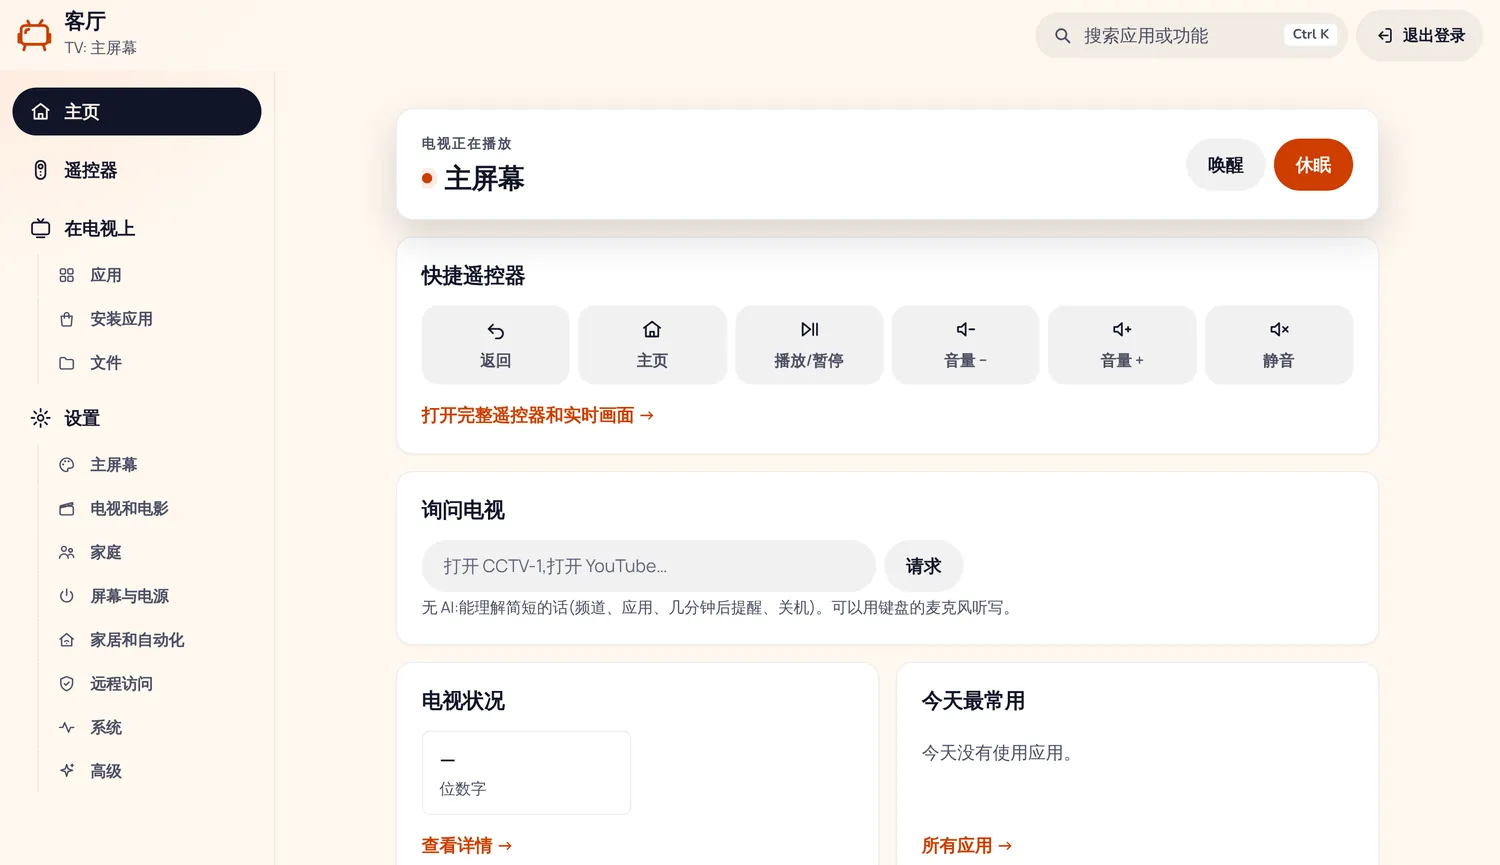 客厅
TV: 主屏幕
搜索应用或功能
Ctrl K
退出登录
主页
遥控器
在电视上
应用
安装应用
文件
设置
主屏幕
电视和电影
家庭
屏幕与电源
家居和自动化
远程访问
系统
高级
电视正在播放
主屏幕
唤醒
休眠
快捷遥控器
返回
主页
播放/暂停
音量 −
音量 +
静音
打开完整遥控器和实时画面 →
询问电视
打开 CCTV-1,打开 YouTube...
请求
无 AI:能理解简短的话(频道、应用、几分钟后提醒、关机)。可以用键盘的麦克风听写。
电视状况
—
位数字
查看详情 →
今天最常用
今天没有使用应用。
所有应用 →